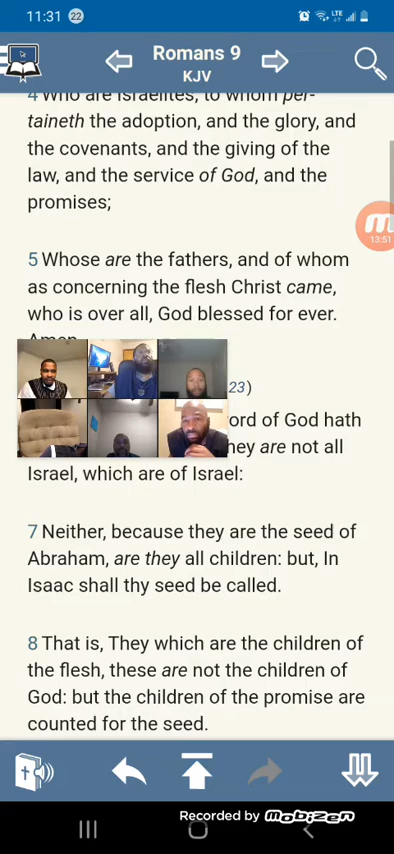 11:31 22 LTE
Romans 9
KJV
4 Who are Israelites; to whom per-
taineth the adoption, and the glory, and
the covenants, and the giving of the
law, and the service of God, and the
promises;
5 Whose are the fathers, and of whom
as concerning the flesh Christ came,
who is over all, God blessed for ever.
Amen.
23)
ord of God hath
hey are not all
Israel, which are of Israel:
7 Neither, because they are the seed of
Abraham, are they all children: but, In
Isaac shall thy seed be called.
8 That is, They which are the children of
the flesh, these are not the children of
God: but the children of the promise are
counted for the seed.
m
13:51
Recorded by mobizen